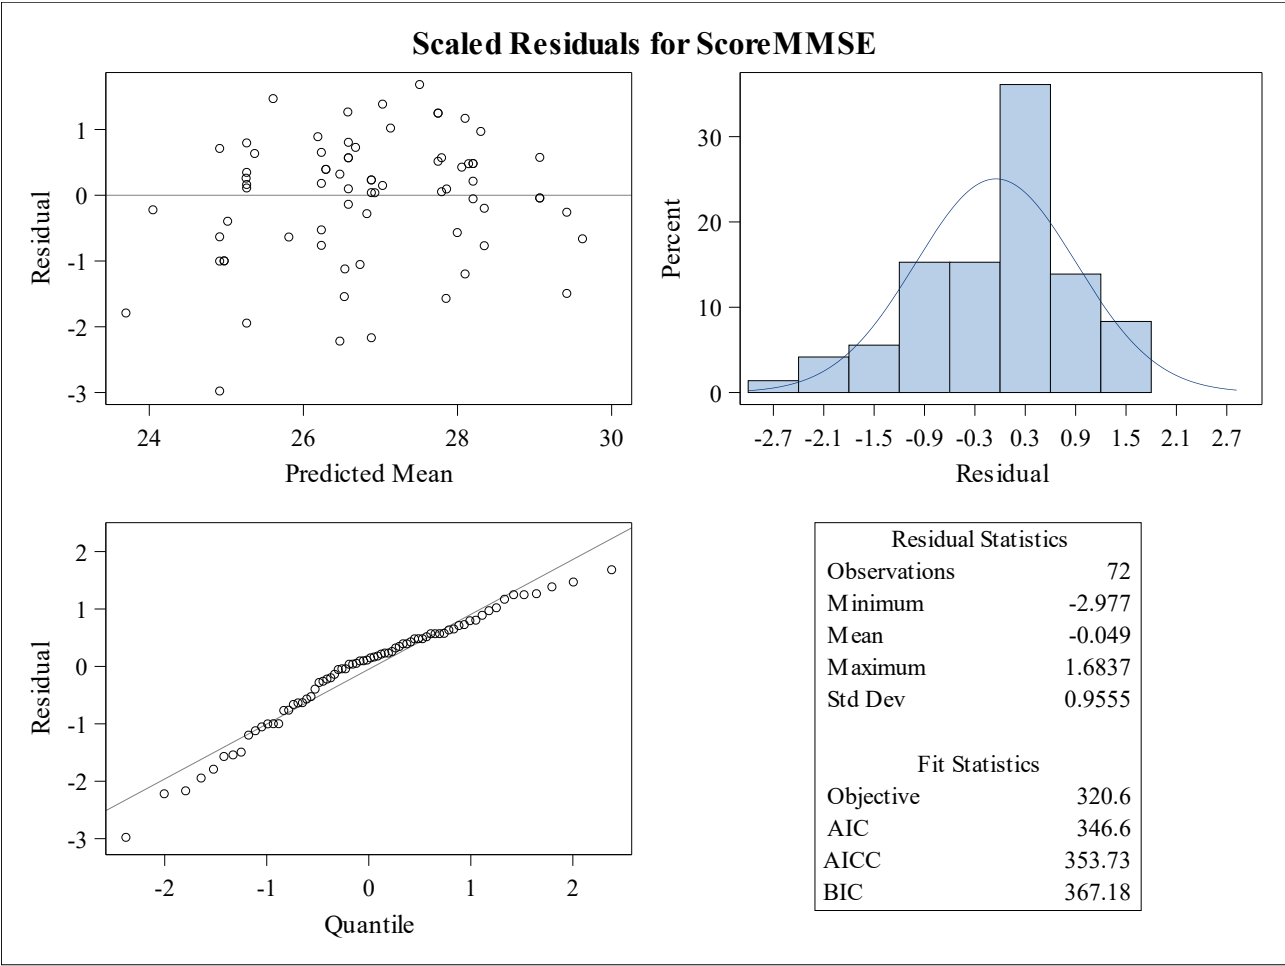 Scaled Residuals for ScoreMMSE
1
0
-1
-2
-3
Residual
24 26 28 30
Predicted Mean
30
20
10
0
Percent
-2.7 -2.1 -1.5 -0.9 -0.3 0.3 0.9 1.5 2.1 2.7
Residual
2
1
0
-1
-2
-3
Residual
-2 -1 0 1 2
Quantile
Residual Statistics
Observations 72
Minimum -2.977
Mean -0.049
Maximum 1.6837
Std Dev 0.9555
Fit Statistics
Objective 320.6
AIC 346.6
AICC 353.73
BIC 367.18